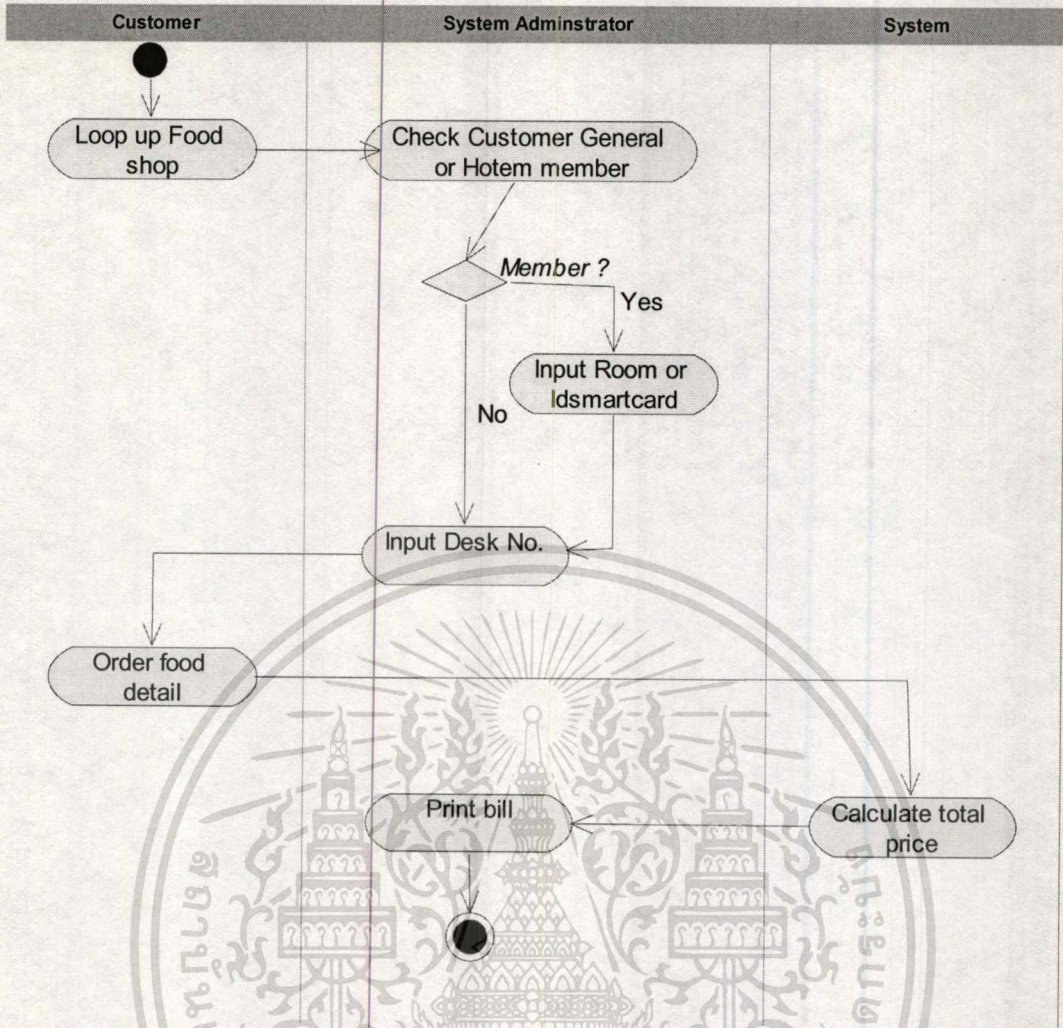 Customer
System Adminstrator
System
Loop up Food
shop
Check Customer General
or Hotem member
Member ?
Yes
Input Room or
Idsmartcard
No
Input Desk No.
Order food
detail
Print bill
Calculate total
price